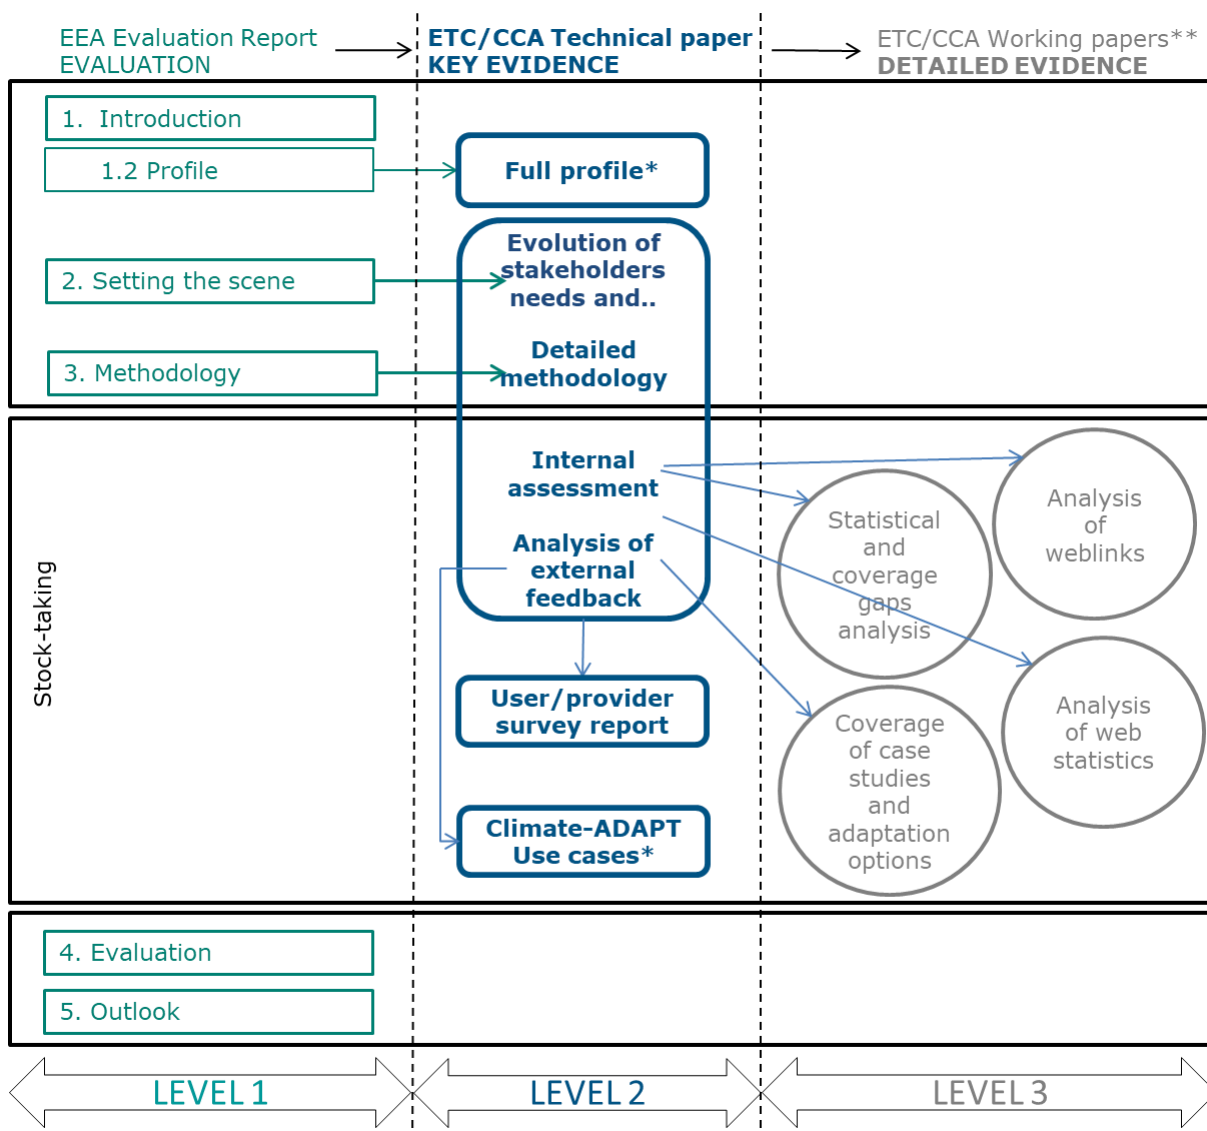 EEA Evaluation Report
EVALUATION
ETC/CCA Technical paper
KEY EVIDENCE
ETC/CCA Working papers**
DETAILED EVIDENCE
1. Introduction
1.2 Profile
Full profile*
2. Setting the scene
Evolution of
stakeholders
needs and..
3. Methodology
Detailed
methodology
Stock-taking
Internal
assessment
Analysis of
external
feedback
User/provider
survey report
Climate-ADAPT
Use cases*
Statistical
and
coverage
gaps
analysis
Analysis
of
weblinks
Coverage
of case
studies
and
adaptation
options
Analysis
of web
statistics
4. Evaluation
5. Outlook
LEVEL 1
LEVEL 2
LEVEL 3